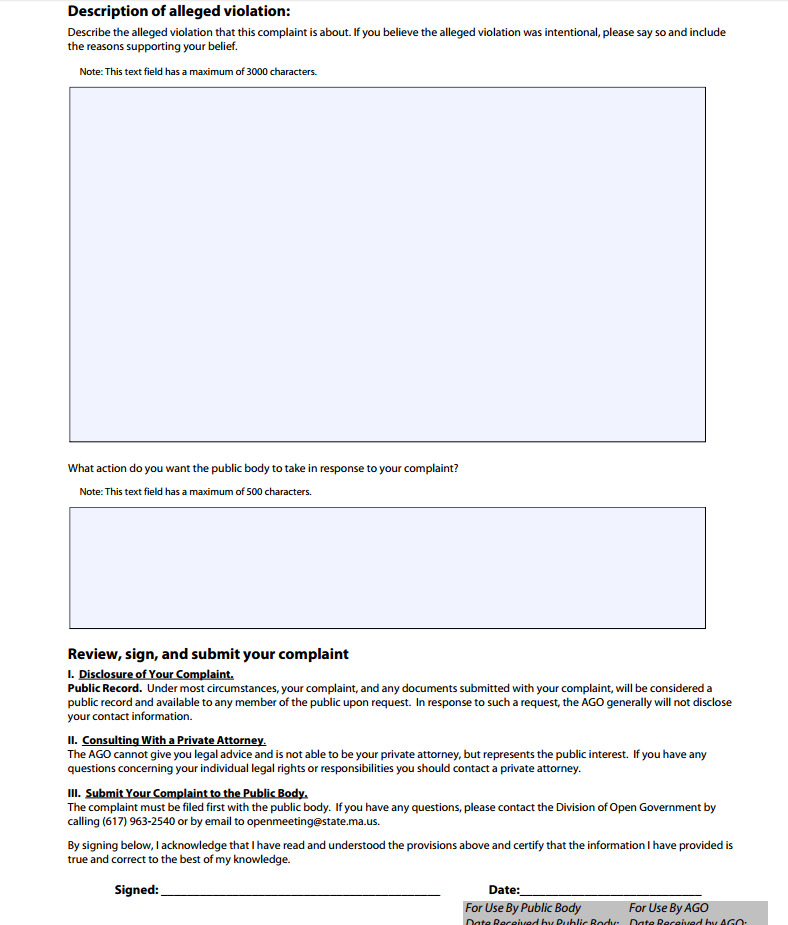 Description of alleged violation:
Describe the alleged violation that this complaint is about. If you believe the alleged violation was intentional, please say so and include
the reasons supporting your belief.
Note: This text field has a maximum of 3000 characters.
What action do you want the public body to take in response to your complaint?
Note: This text field has a maximum of 500 characters.
Review, sign, and submit your complaint
I. Disclosure of Your Complaint.
Public Record. Under most circumstances, your complaint, and any documents submitted with your complaint, will be considered a
public record and available to any member of the public upon request. In response to such a request, the AGO generally will not disclose
your contact information.
II. Consulting With a Private Attorney.
The AGO cannot give you legal advice and is not able to be your private attorney, but represents the public interest. If you have any
questions concerning your individual legal rights or responsibilities you should contact a private attorney.
III. Submit Your Complaint to the Public Body.
The complaint must be filed first with the public body. If you have any questions, please contact the Division of Open Government by
calling (617) 963-2540 or by email to openmeeting@state.ma.us.
By signing below, I acknowledge that I have read and understood the provisions above and certify that the information I have provided is
true and correct to the best of my knowledge.
Signed: Date:
For Use By Public Body For Use By AGO
Date Received by Public Body: Date Received by AGO: